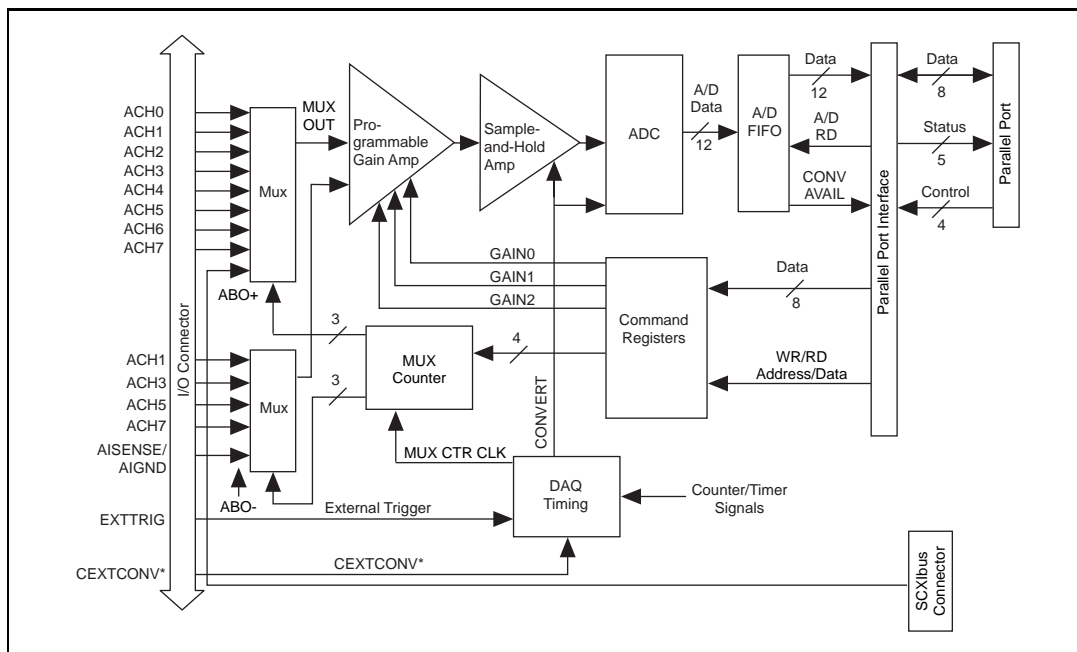 ACH0
ACH1
ACH2
ACH3
ACH4
ACH5
ACH6
ACH7
Mux
MUX
OUT
Pro-
grammable
Gain Amp
Sample-
and-Hold
Amp
ADC
A/D
Data
12
A/D
FIFO
Data
12
A/D
RD
CONV
AVAIL
Parallel Port Interface
Data
8
Status
5
Control
4
Parallel Port
GAIN0
GAIN1
GAIN2
Command
Registers
Data
8
WR/RD
Address/Data
ABO+
I/O Connector
3
MUX
Counter
4
3
ACH1
ACH3
ACH5
ACH7
AISENSE/
AIGND
Mux
ABO-
MUX CTR CLK
CONVERT
DAQ
Timing
Counter/Timer
Signals
EXTTRIG
External Trigger
CEXTCONV*
CEXTCONV*
SCXIbus
Connector